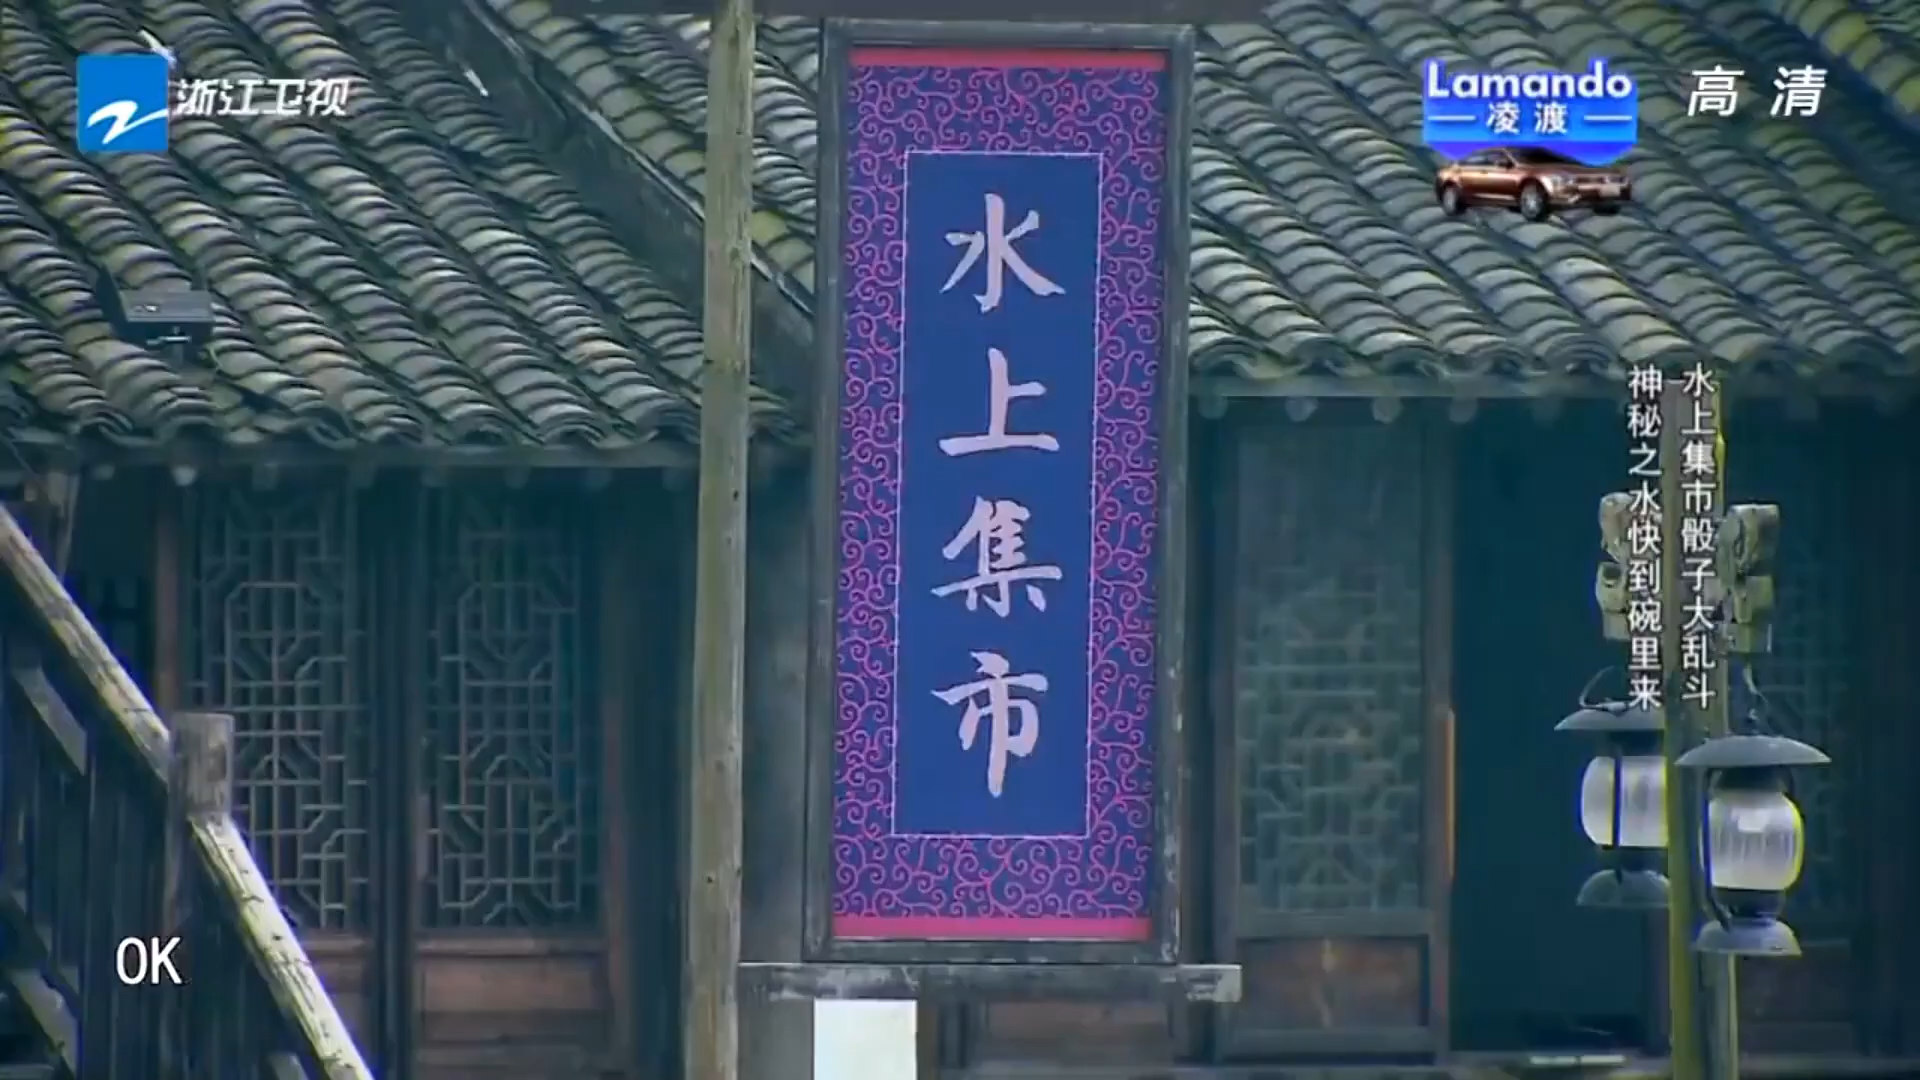 浙江卫视
Lamando
凌渡
高清
水上集市
水上集市骰子大乱斗
神秘之水快到碗里来
OK